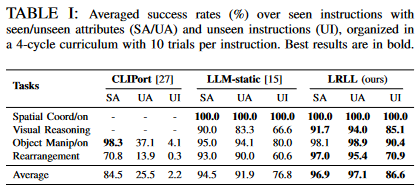 TABLE I: Averaged success rates (%) over seen instructions with
seen/unseen attributes (SA/UA) and unseen instructions (UI), organized in
a 4-cycle curriculum with 10 trials per instruction. Best results are in bold.
Tasks CLIPort [27] LLM-static [15] LRLL (ours)
SA UA UI SA UA UI SA UA UI
Spatial Coord/on - - - 100.0 100.0 100.0 100.0 100.0 100.0
Visual Reasoning - - - 90.0 83.3 66.6 91.7 94.0 85.1
Object Manip/on 98.3 37.1 4.1 95.0 94.1 80.0 98.1 98.9 90.4
Rearrangement 70.8 13.9 0.3 93.0 90.0 60.6 97.0 95.4 70.9
Average 84.5 25.5 2.2 94.5 91.9 76.8 96.9 97.1 86.6